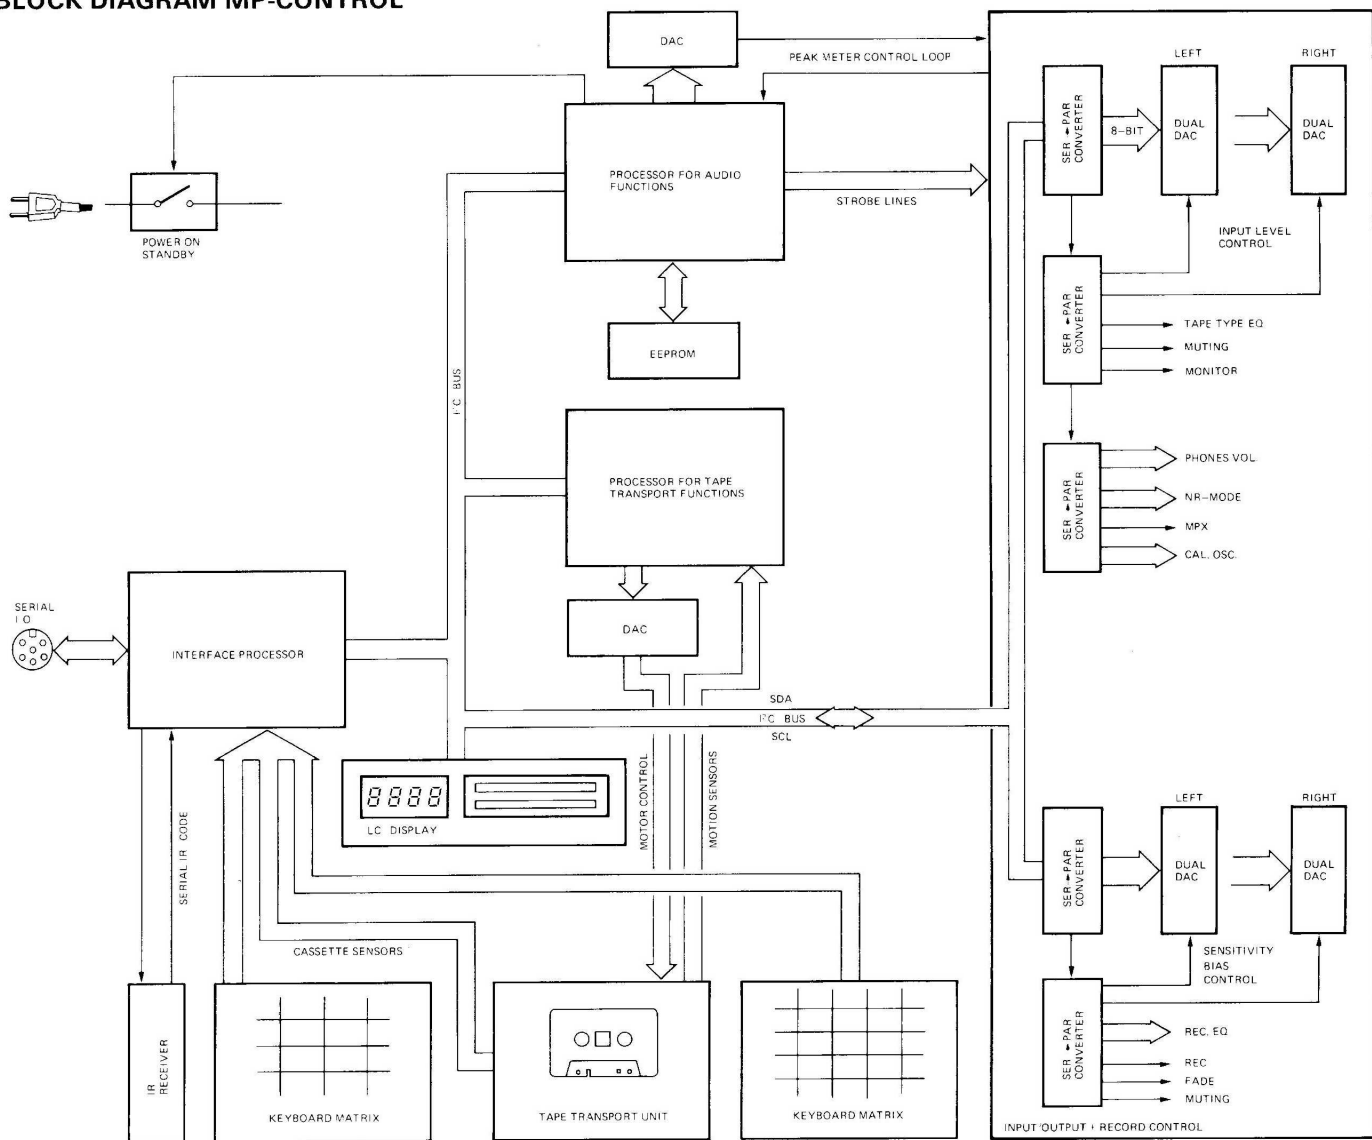 BLOCK DIAGRAM MP-CONTROL
DAC
PEAK METER CONTROL LOOP
PROCESSOR FOR AUDIO
FUNCTIONS
STROBE LINES
POWER ON
STANDBY
EEPROM
I²C BUS
PROCESSOR FOR TAPE
TRANSPORT FUNCTIONS
DAC
SERIAL
I O
INTERFACE PROCESSOR
SDA
I²C BUS
SCL
8888
LC DISPLAY
MOTOR CONTROL
MOTION SENSORS
SERIAL IR CODE
CASSETTE SENSORS
IR
RECEIVER
KEYBOARD MATRIX
TAPE TRANSPORT UNIT
KEYBOARD MATRIX
LEFT
RIGHT
SER PAR
CONVERTER
8-BIT
DUAL
DAC
DUAL
DAC
INPUT LEVEL
CONTROL
SER PAR
CONVERTER
TAPE TYPE EQ
MUTING
MONITOR
SER PAR
CONVERTER
PHONES VOL.
NR-MODE
MPX
CAL. OSC.
LEFT
RIGHT
SER PAR
CONVERTER
DUAL
DAC
DUAL
DAC
SENSITIVITY
BIAS
CONTROL
SER PAR
CONVERTER
REC. EQ
REC
FADE
MUTING
INPUT/OUTPUT + RECORD CONTROL